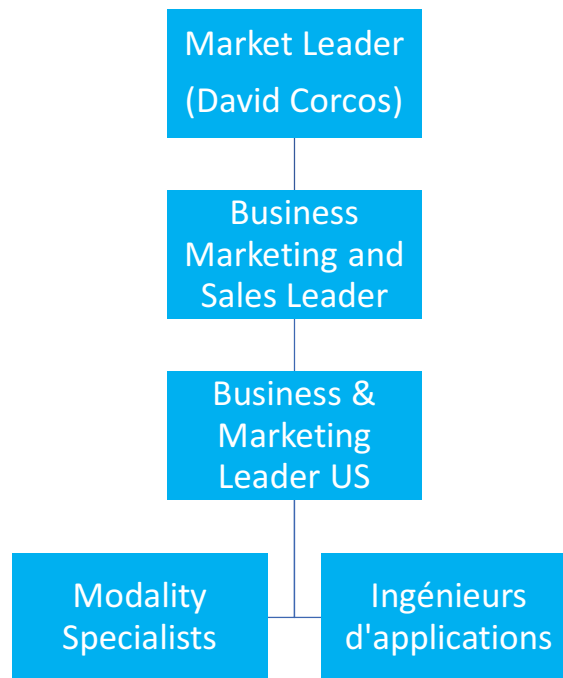 Market Leader
(David Corcos)
Business
Marketing and
Sales Leader
Business &
Marketing
Leader US
Modality
Specialists
Ingénieurs
d'applications